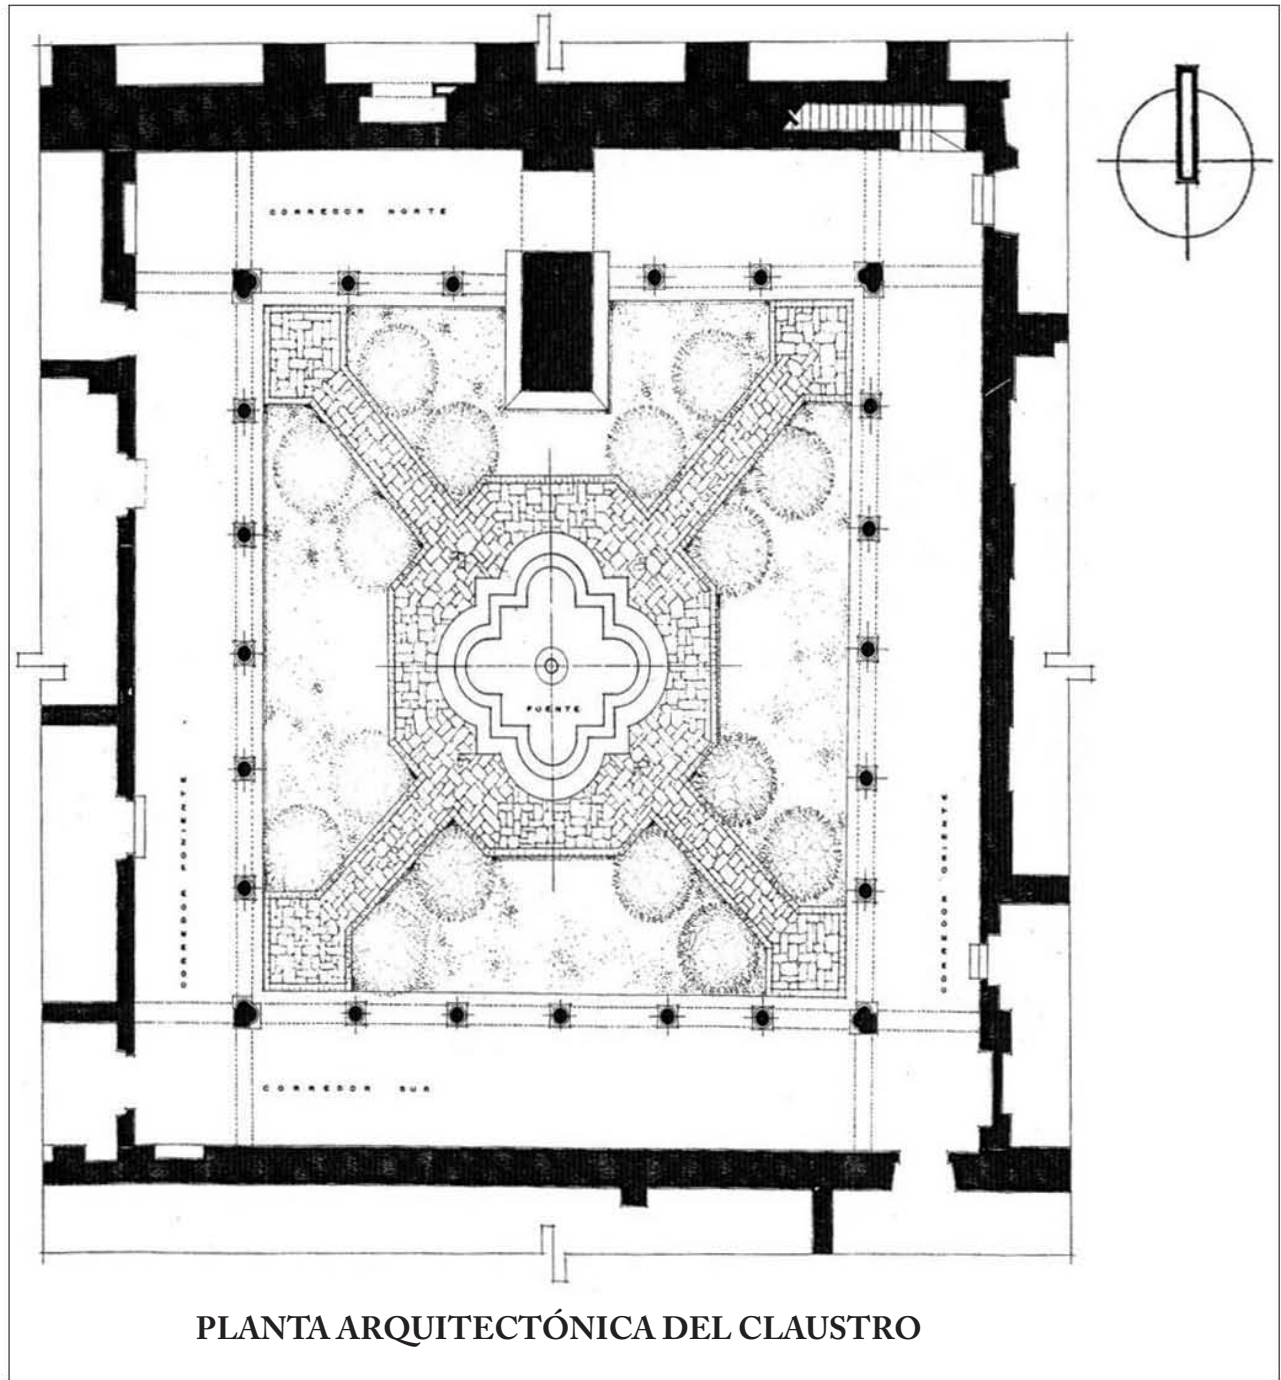 CORREDOR NORTE
FUENTE
CORREDOR PONIENTE
CORREDOR ORIENTE
CORREDOR SUR
PLANTA ARQUITECTÓNICA DEL CLAUSTRO